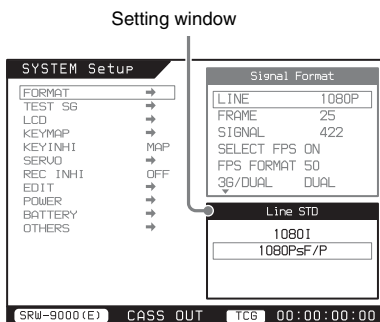 Setting window
SYSTEM Setup
FORMAT ➔
TEST SG ➔
LCD ➔
KEYMAP ➔
KEYINHI MAP
SERVO ➔
REC INHI OFF
EDIT ➔
POWER ➔
BATTERY ➔
OTHERS ➔
Signal Format
LINE 1080P
FRAME 25
SIGNAL 422
SELECT FPS ON
FPS FORMAT 50
3G/DUAL DUAL
Line STD
1080I
1080PsF/P
SRW-9000(E) CASS OUT TCG 00:00:00:00